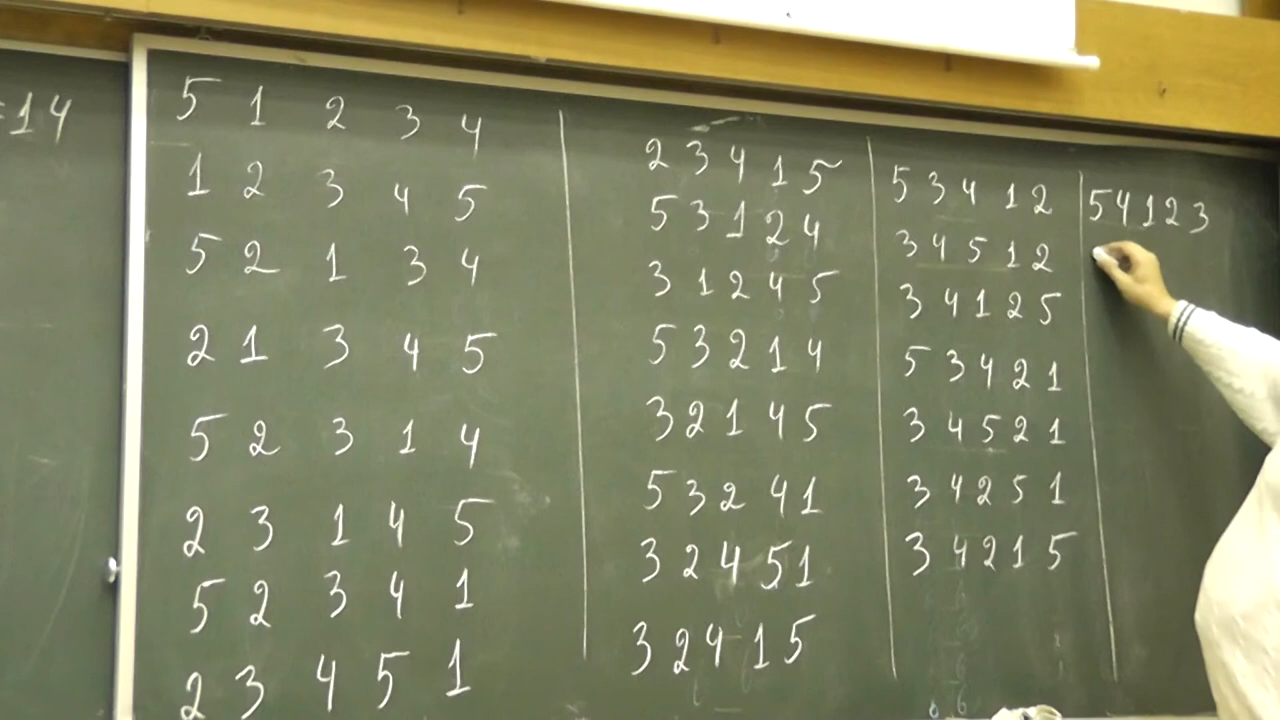 =14
5 1 2 3 4
1 2 3 4 5
5 2 1 3 4
2 1 3 4 5
5 2 3 1 4
2 3 1 4 5
5 2 3 4 1
2 3 4 5 1
2 3 4 1 5
5 3 1 2 4
3 1 2 4 5
5 3 2 1 4
3 2 1 4 5
5 3 2 4 1
3 2 4 5 1
3 2 4 1 5
5 3 4 1 2
3 4 5 1 2
3 4 1 2 5
5 3 4 2 1
3 4 5 2 1
3 4 2 5 1
3 4 2 1 5
5 4 1 2 3